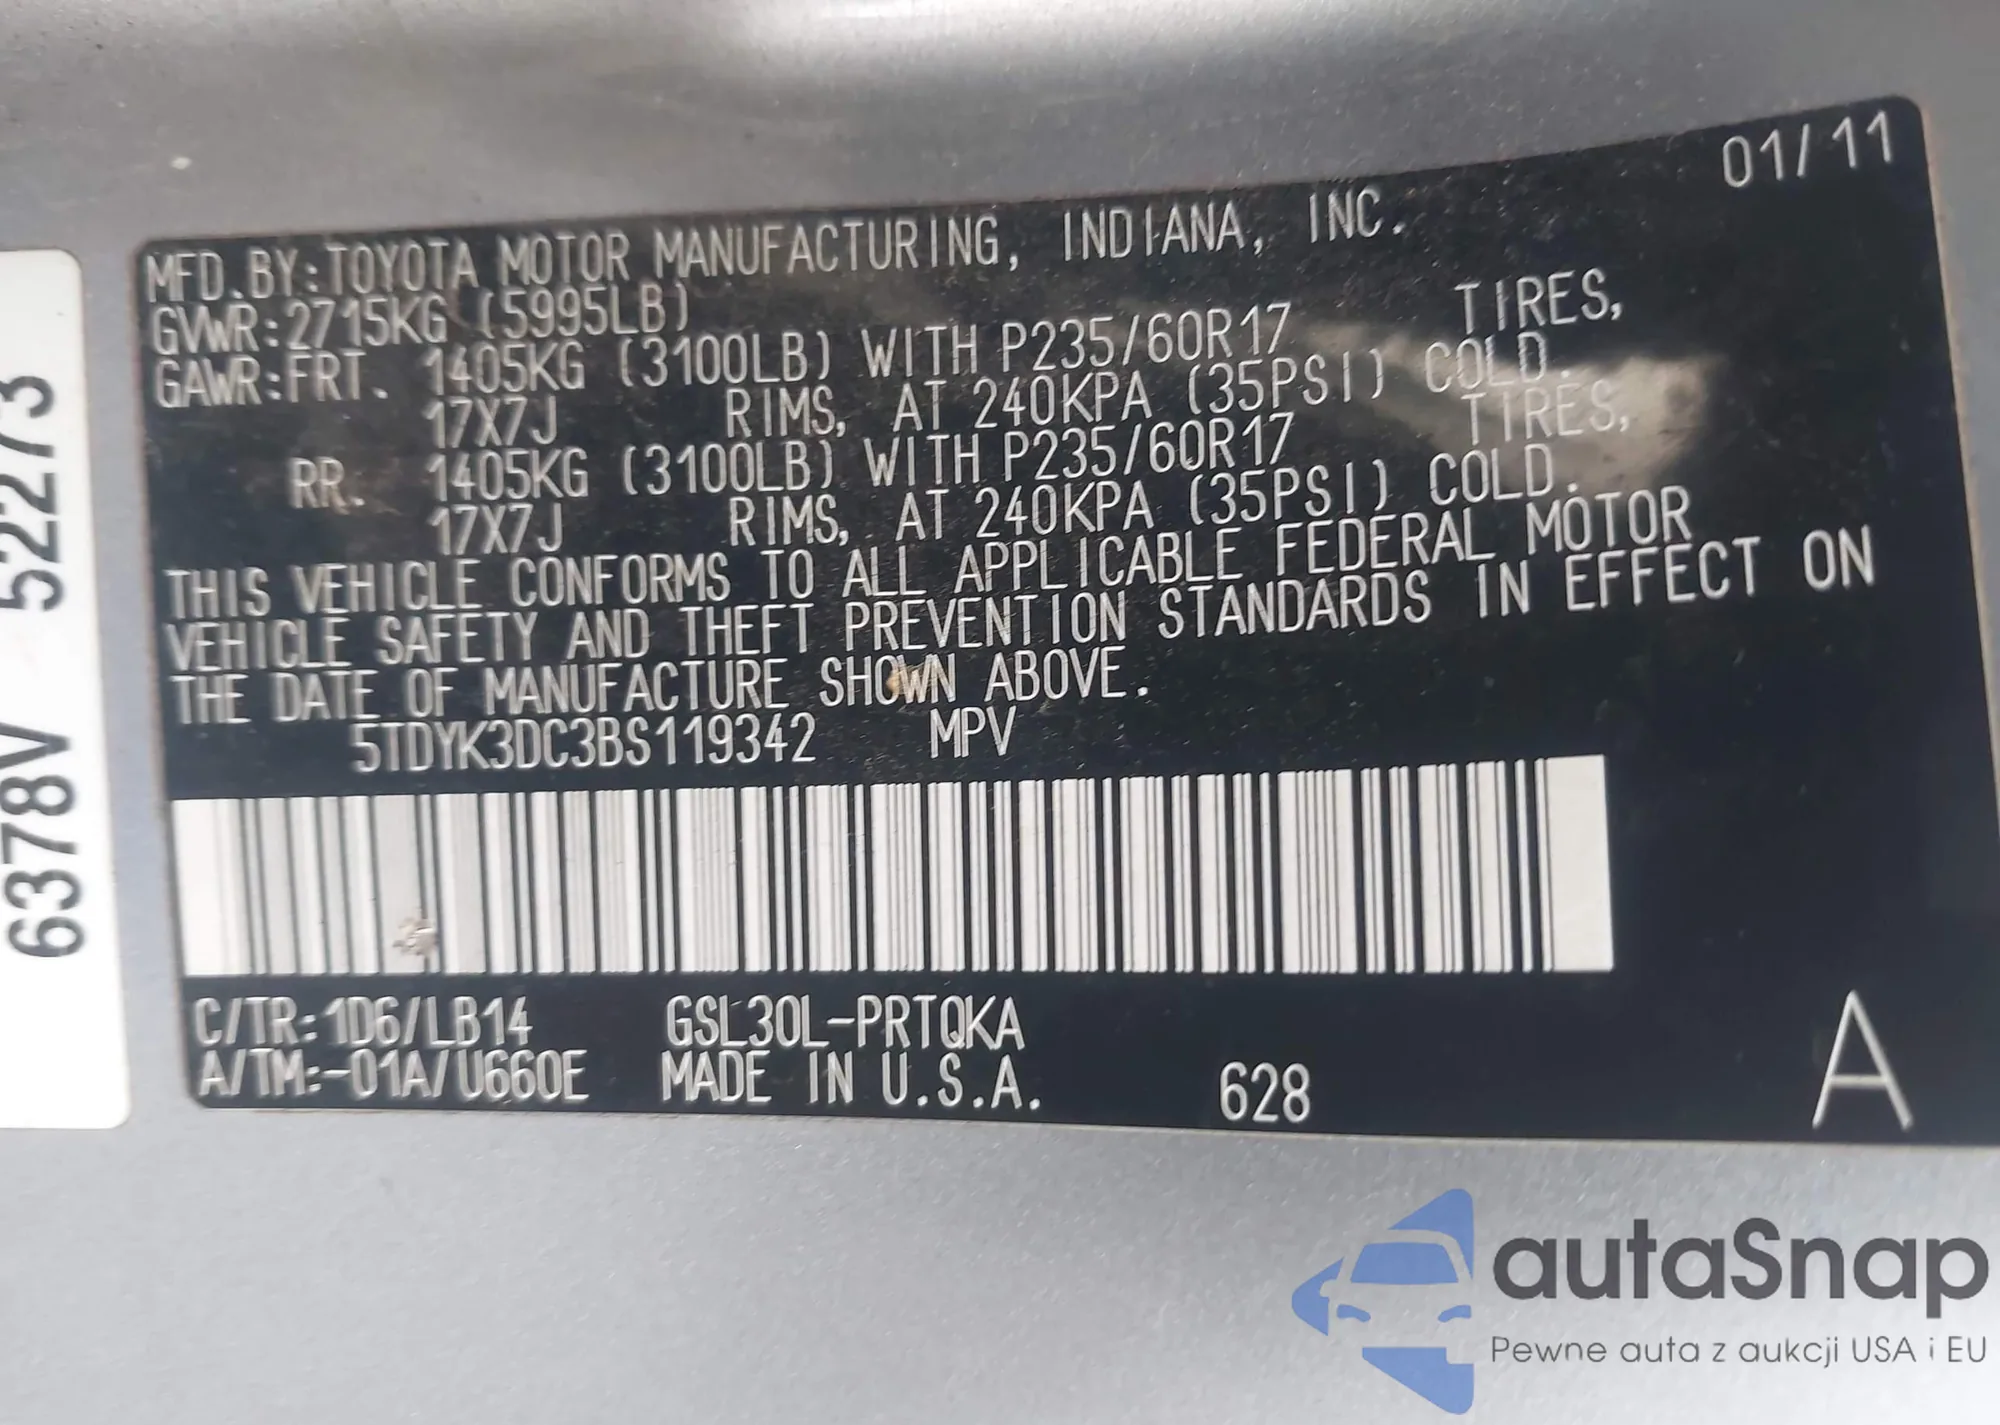 01/11
MFD.BY:TOYOTA MOTOR MANUFACTURING, INDIANA, INC.
GVWR:2715KG (5995LB)
GAWR:FRT. 1405KG (3100LB) WITH P235/60R17 TIRES,
17X7J RIMS, AT 240KPA (35PSI) COLD.
RR. 1405KG (3100LB) WITH P235/60R17 TIRES,
17X7J RIMS, AT 240KPA (35PSI) COLD.
THIS VEHICLE CONFORMS TO ALL APPLICABLE FEDERAL MOTOR
VEHICLE SAFETY AND THEFT PREVENTION STANDARDS IN EFFECT ON
THE DATE OF MANUFACTURE SHOWN ABOVE.
5TDYK3DC3BS119342 MPV
C/TR:1D6/LB14 GSL30L-PRTQKA
A/TM:-01A/U660E MADE IN U.S.A. 628 A
6378V 52273
autoSnap
Pewne auta z aukcji USA i EU